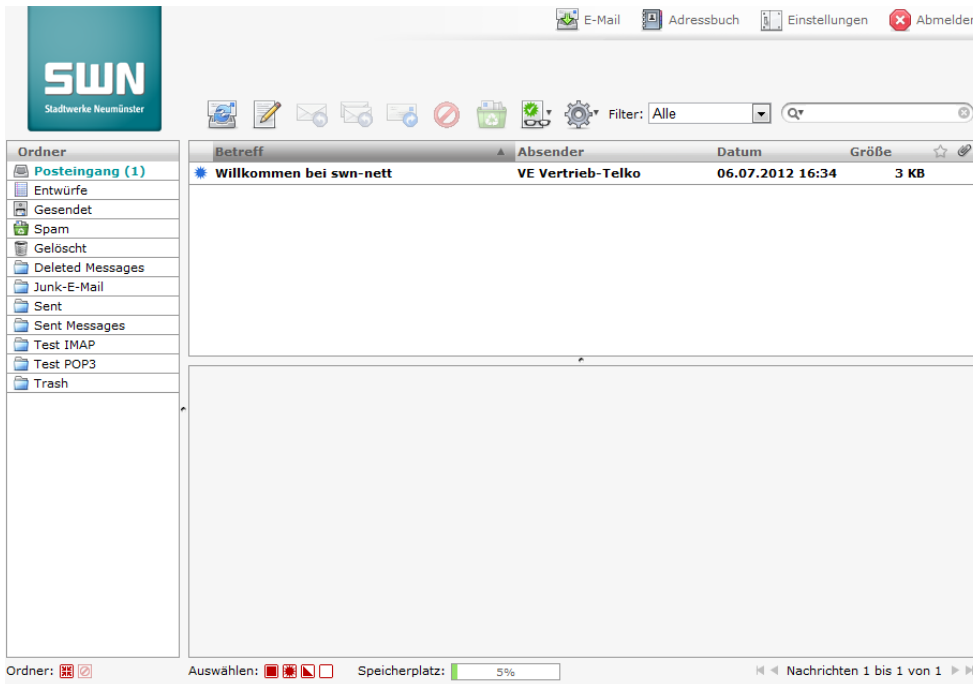 E-Mail Adressbuch Einstellungen Abmelden
SWN
Stadtwerke Neumünster
Filter: Alle
Ordner
Posteingang (1)
Entwürfe
Gesendet
Spam
Gelöscht
Deleted Messages
Junk-E-Mail
Sent
Sent Messages
Test IMAP
Test POP3
Trash
Betreff Absender Datum Größe
Willkommen bei swn-nett VE Vertrieb-Telko 06.07.2012 16:34 3 KB
Ordner:
Auswählen: Speicherplatz: 5% Nachrichten 1 bis 1 von 1